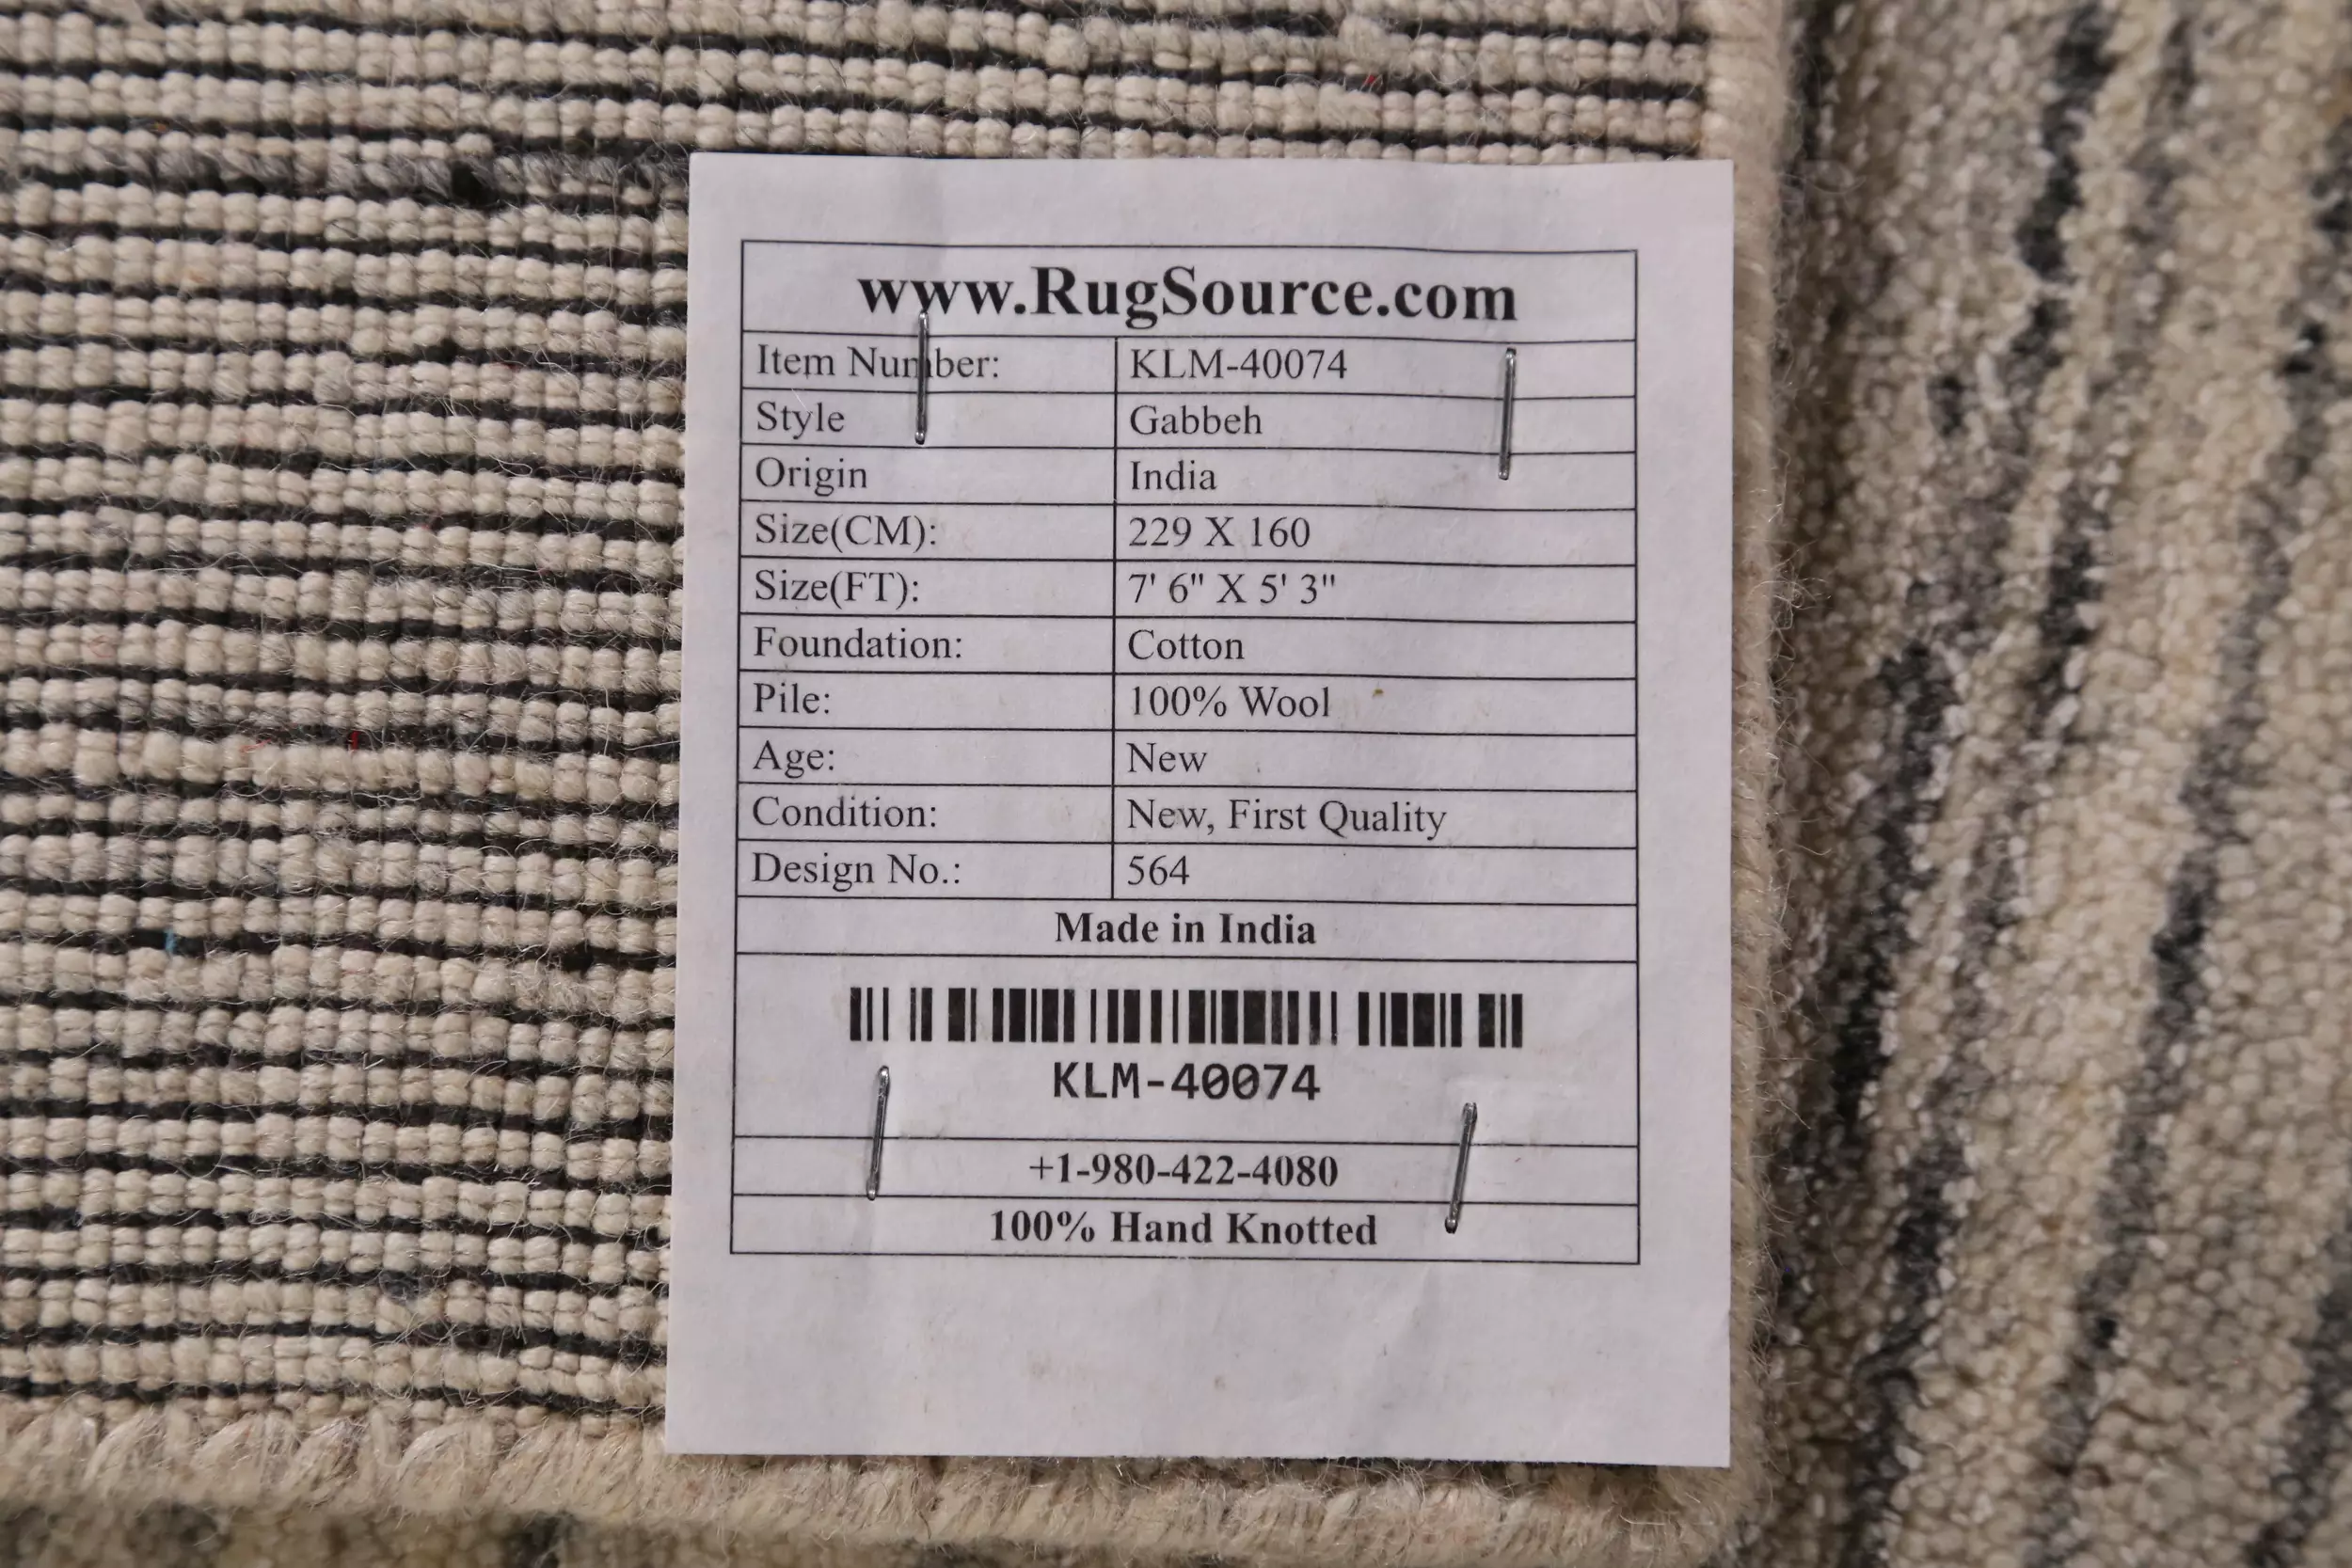 www.RugSource.com
Item Number: KLM-40074
Style Gabbeh
Origin India
Size(CM): 229 X 160
Size(FT): 7' 6" X 5' 3"
Foundation: Cotton
Pile: 100% Wool
Age: New
Condition: New, First Quality
Design No.: 564
Made in India
KLM-40074
+1-980-422-4080
100% Hand Knotted